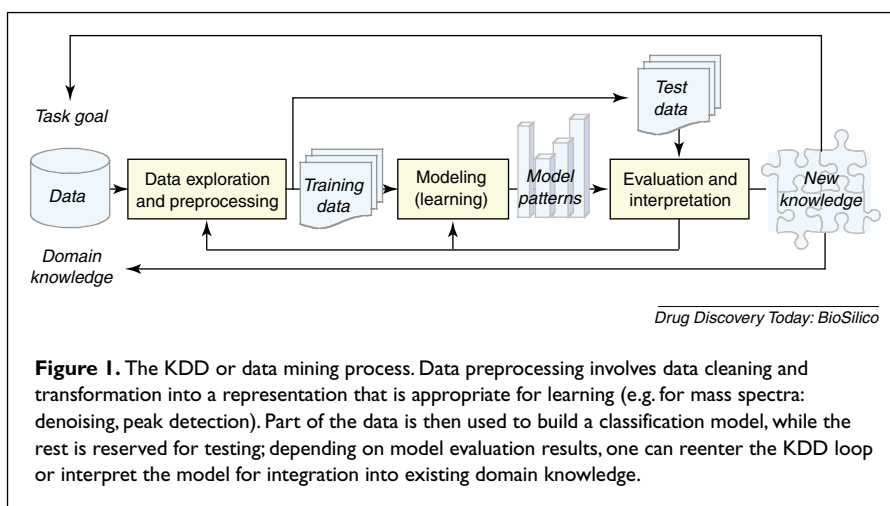 Task goal
Test
data
Data
Data exploration
and preprocessing
Training
data
Modeling
(learning)
Model
patterns
Evaluation and
interpretation
New
knowledge
Domain
knowledge
Drug Discovery Today: BioSilico
Figure 1. The KDD or data mining process. Data preprocessing involves data cleaning and
transformation into a representation that is appropriate for learning (e.g. for mass spectra:
denoising, peak detection). Part of the data is then used to build a classification model, while the
rest is reserved for testing; depending on model evaluation results, one can reenter the KDD loop
or interpret the model for integration into existing domain knowledge.